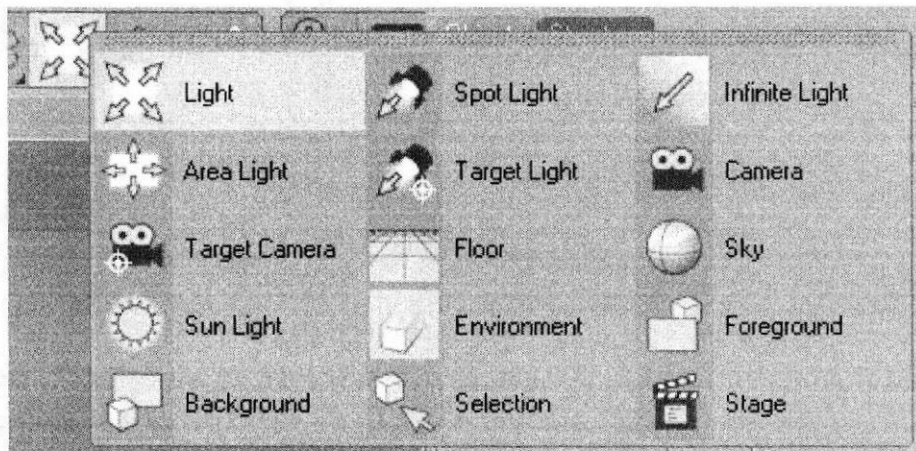 Light Spot Light Infinite Light
Area Light Target Light Camera
Target Camera Floor Sky
Sun Light Environment Foreground
Background Selection Stage